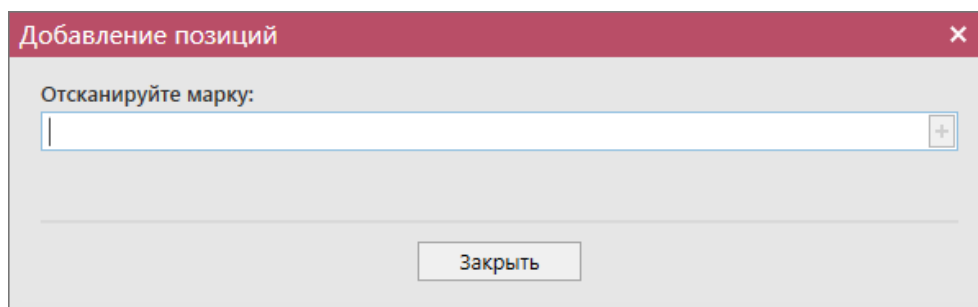 Добавление позиций
Отсканируйте марку:
Закрыть